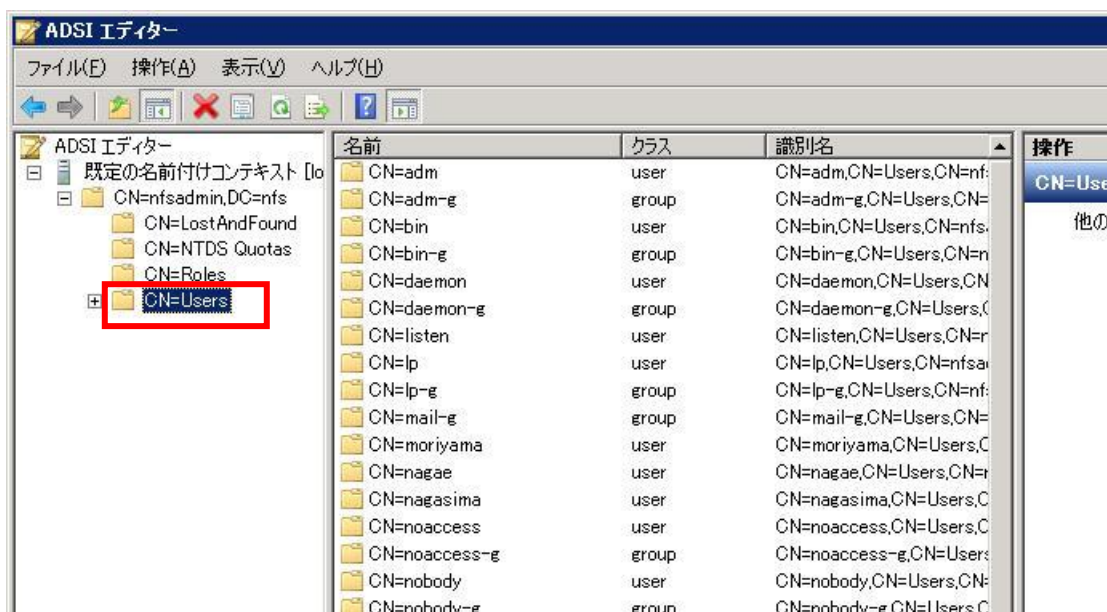 ADSI エディター
ファイル(F) 操作(A) 表示(V) ヘルプ(H)
ADSI エディター
既定の名前付けコンテキスト [lo
CN=nfsadmin,DC=nfs
CN=LostAndFound
CN=NTDS Quotas
CN=Roles
CN=Users
名前 クラス 識別名
CN=adm user CN=adm,CN=Users,CN=nfs
CN=adm-g group CN=adm-g,CN=Users,CN=
CN=bin user CN=bin,CN=Users,CN=nfs
CN=bin-g group CN=bin-g,CN=Users,CN=n
CN=daemon user CN=daemon,CN=Users,CN
CN=daemon-g group CN=daemon-g,CN=Users,
CN=listen user CN=listen,CN=Users,CN=
CN=lp user CN=lp,CN=Users,CN=nfsa
CN=lp-g group CN=lp-g,CN=Users,CN=nf
CN=mail-g group CN=mail-g,CN=Users,CN=
CN=moriyama user CN=moriyama,CN=Users,C
CN=nagae user CN=nagae,CN=Users,CN=
CN=nagasima user CN=nagasima,CN=Users,C
CN=noaccess user CN=noaccess,CN=Users,C
CN=noaccess-g group CN=noaccess-g,CN=Users
CN=nobody user CN=nobody,CN=Users,CN=
CN=nobody-g group CN=nobody-g,CN=Users,C
操作
CN=Use
他の